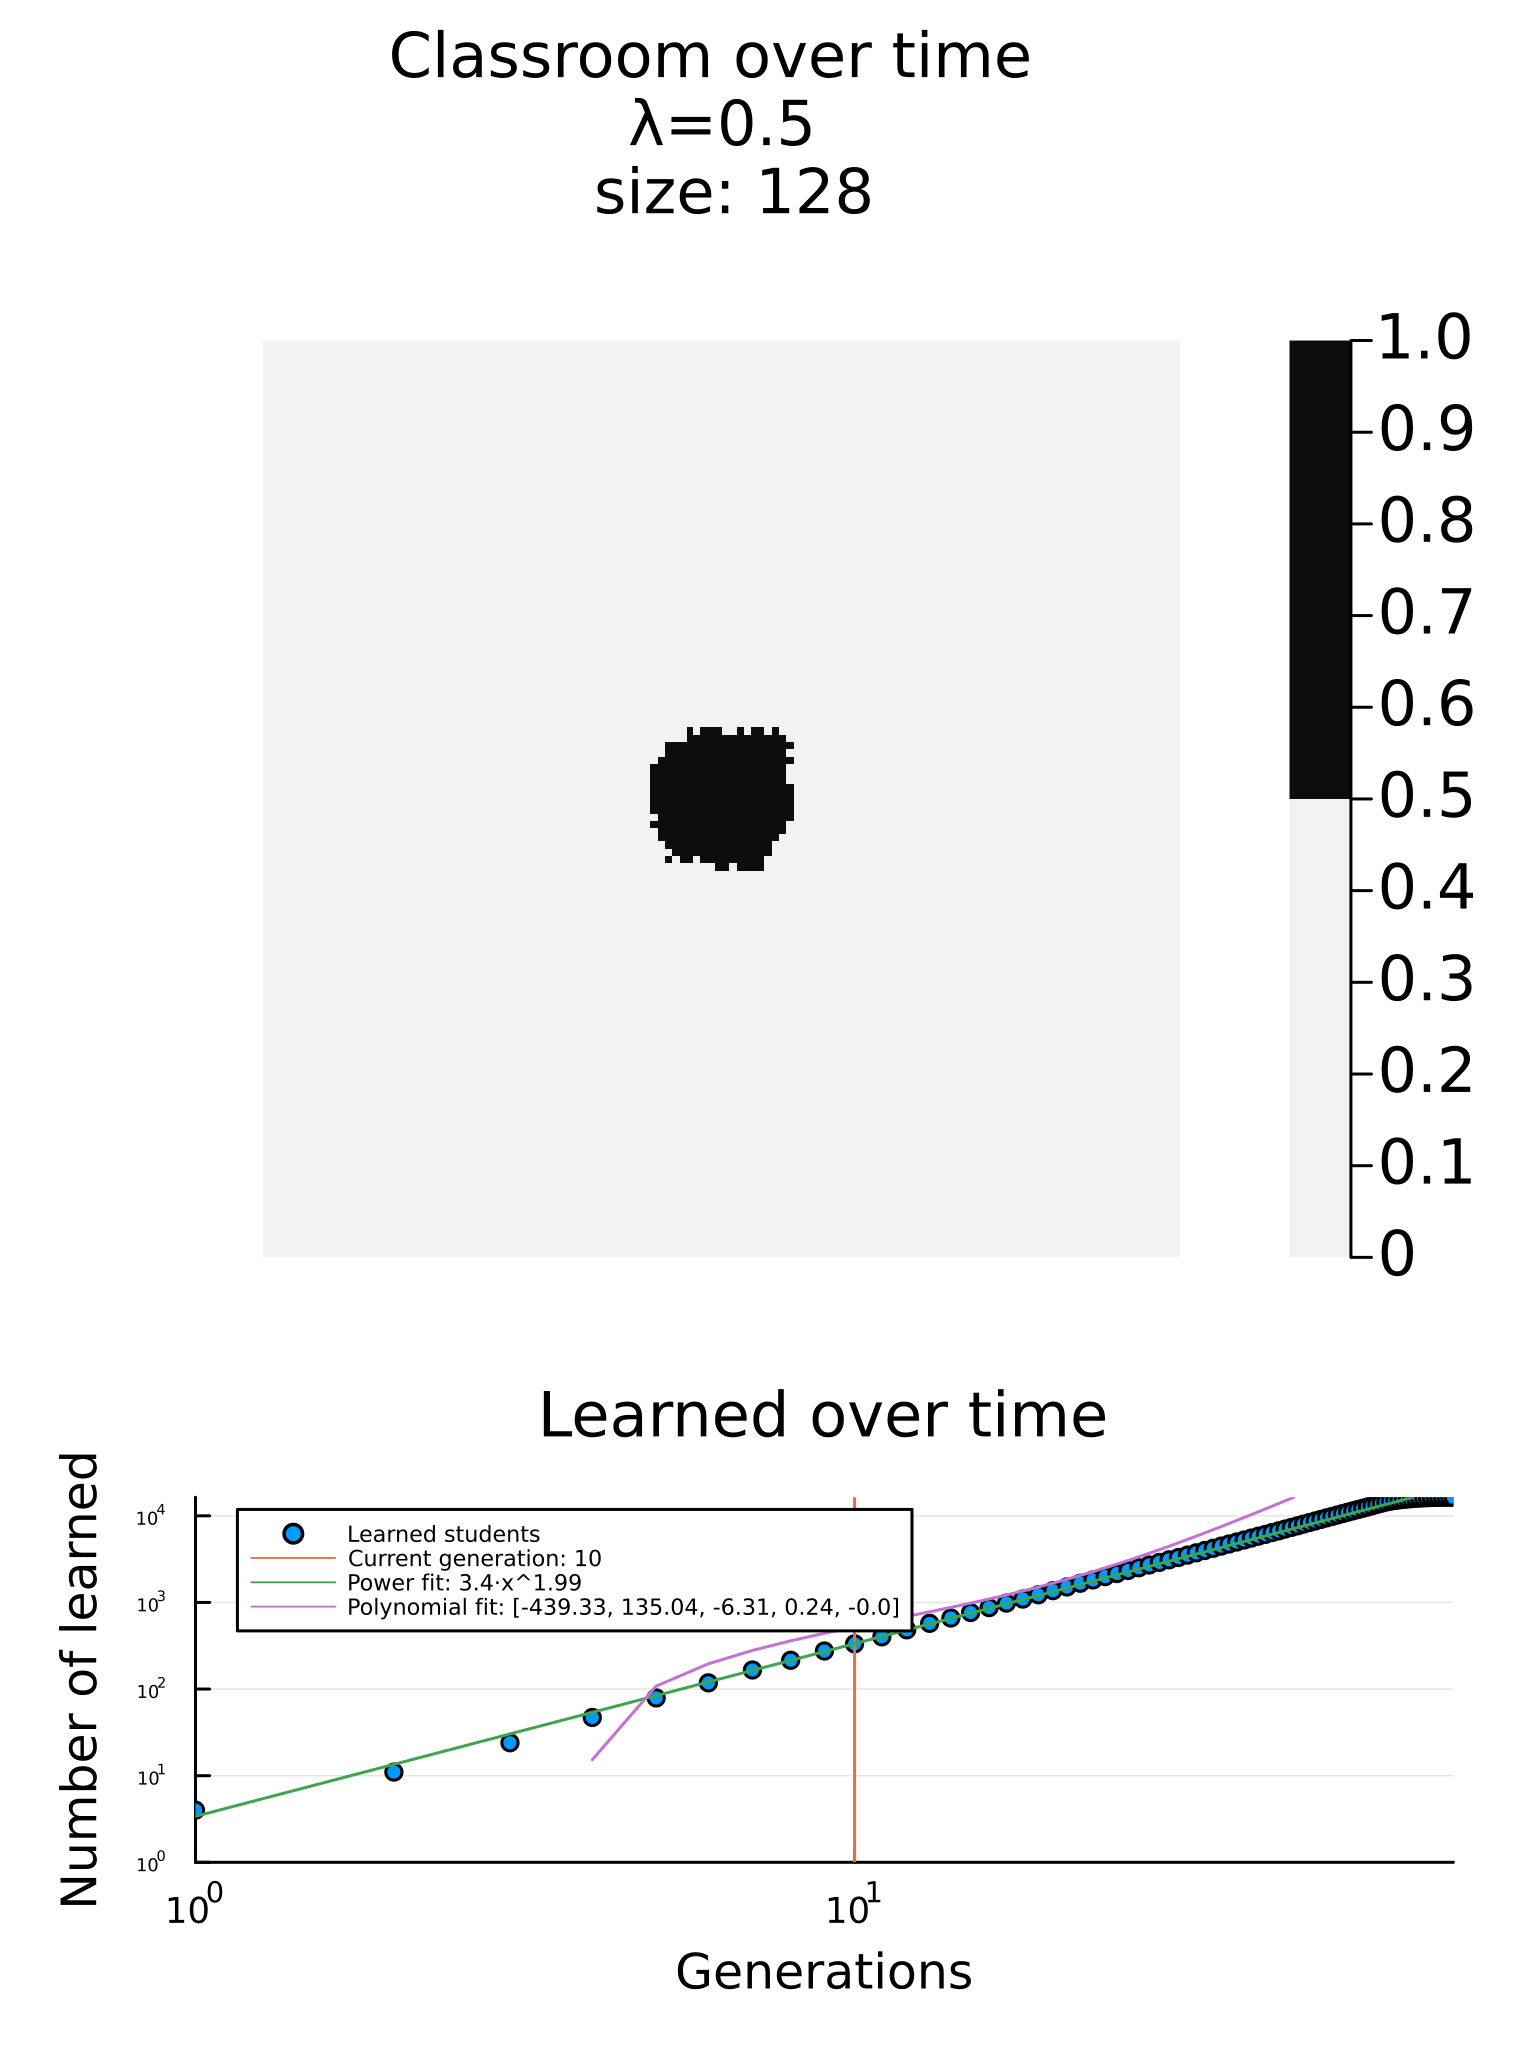 Classroom over time
λ=0.5
size: 128
1.0
0.9
0.8
0.7
0.6
0.5
0.4
0.3
0.2
0.1
0
Learned over time
Number of learned
10^4
10^3
10^2
10^1
10^0
Learned students
Current generation: 10
Power fit: 3.4·x^1.99
Polynomial fit: [-439.33, 135.04, -6.31, 0.24, -0.0]
10^0 10^1
Generations